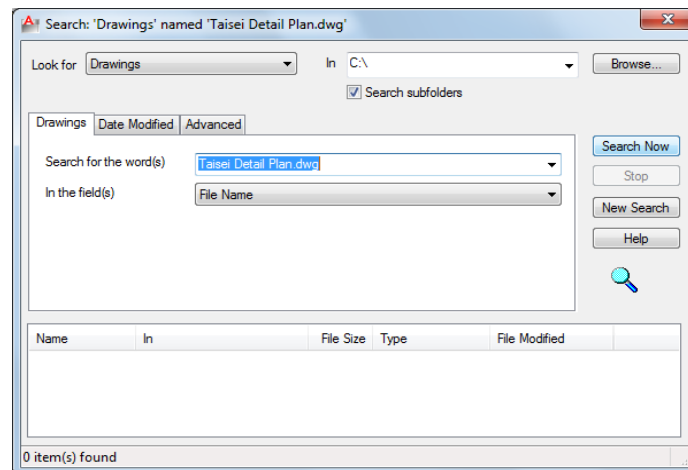 Search: 'Drawings' named 'Taisei Detail Plan.dwg'
Look for Drawings In C:\ Browse...
Search subfolders
Drawings Date Modified Advanced
Search for the word(s) Taisei Detail Plan.dwg
In the field(s) File Name
Search Now
Stop
New Search
Help
Name In File Size Type File Modified
0 item(s) found